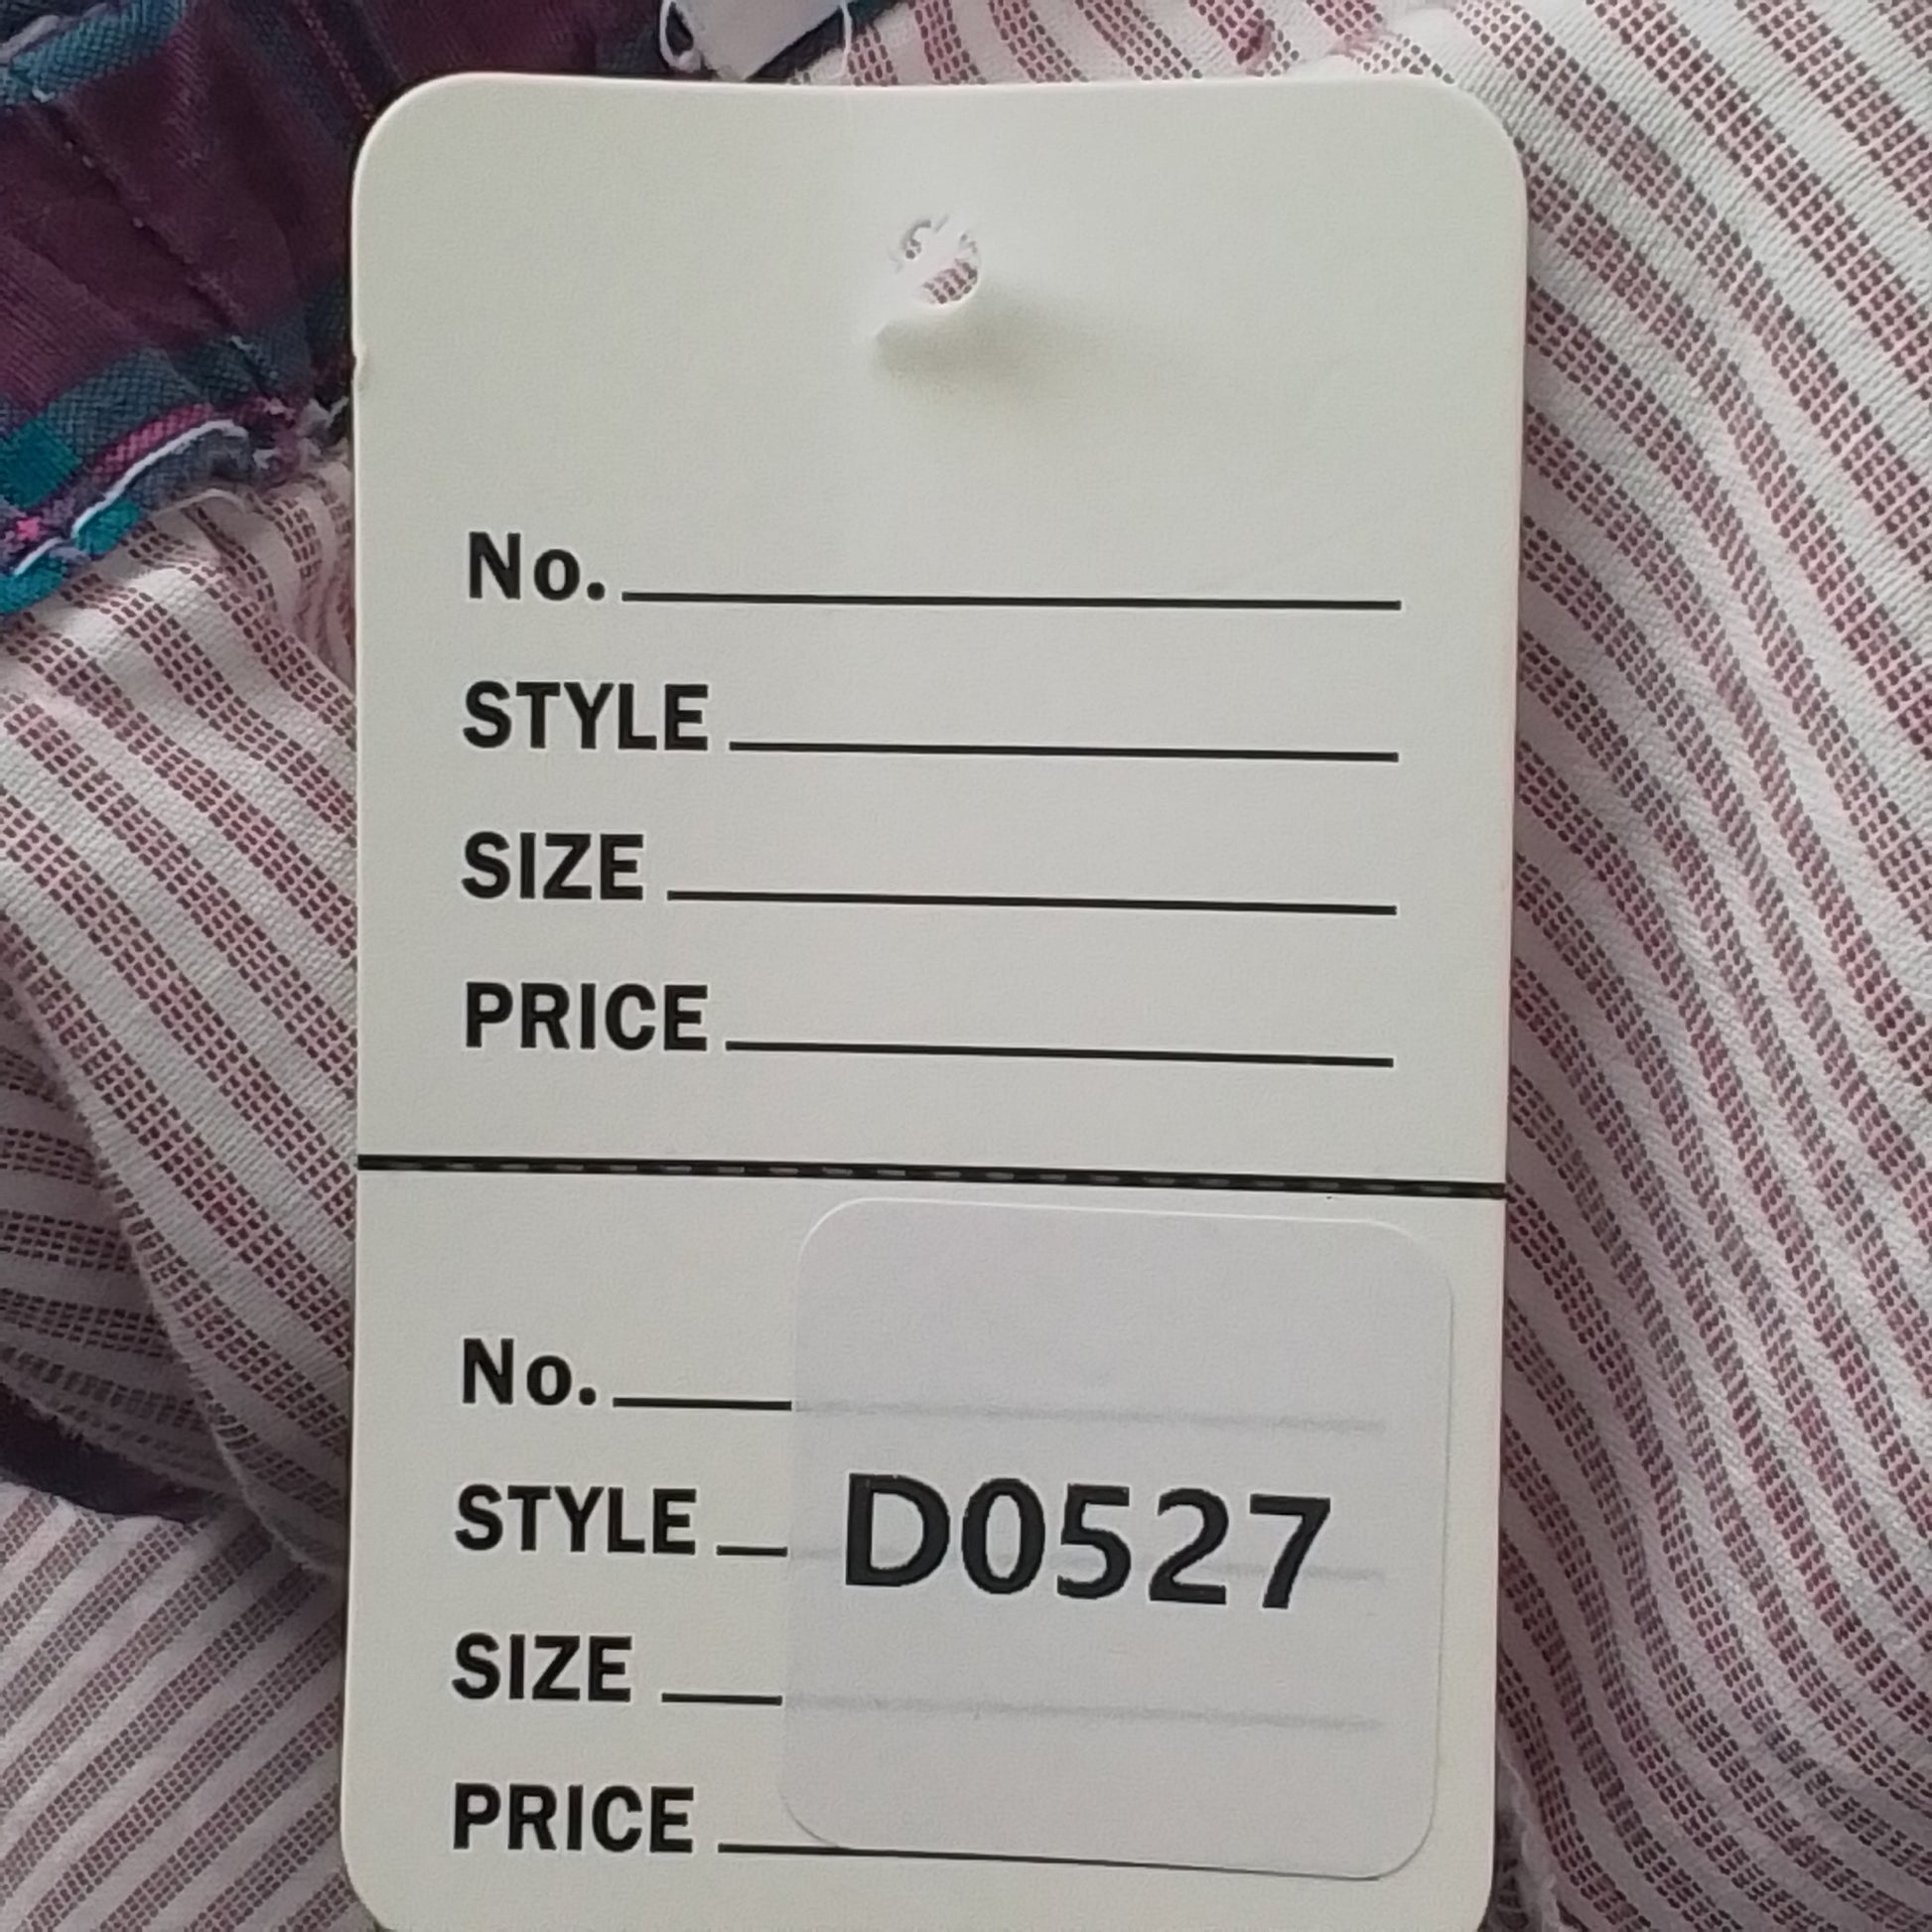 No.
STYLE
SIZE
PRICE
No.
STYLE D0527
SIZE
PRICE